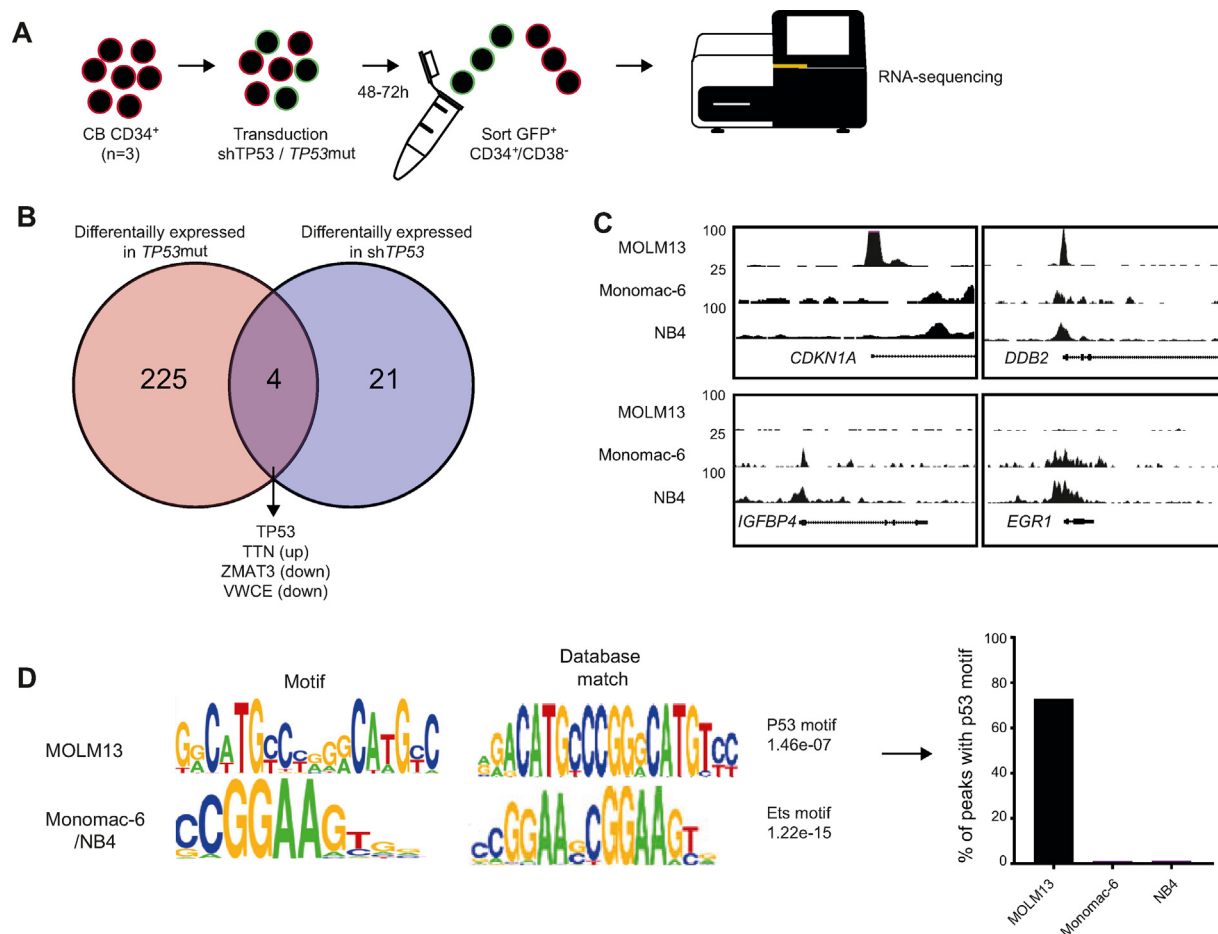 A
CB CD34+
(n=3)
Transduction
shTP53 / TP53mut
48-72h
Sort GFP+
CD34+/CD38-
RNA-sequencing
B
Differentailly expressed
in TP53mut
Differentailly expressed
in shTP53
225
4
21
TP53
TTN (up)
ZMAT3 (down)
VWCE (down)
C
MOLM13
100
25
Monomac-6
100
NB4
CDKN1A
DDB2
MOLM13
100
25
Monomac-6
100
NB4
IGFBP4
EGR1
D
Motif
Database
match
MOLM13
P53 motif
1.46e-07
Monomac-6
/NB4
Ets motif
1.22e-15
% of peaks with p53 motif
100
80
60
40
20
0
MOLM13
Monomac-6
NB4